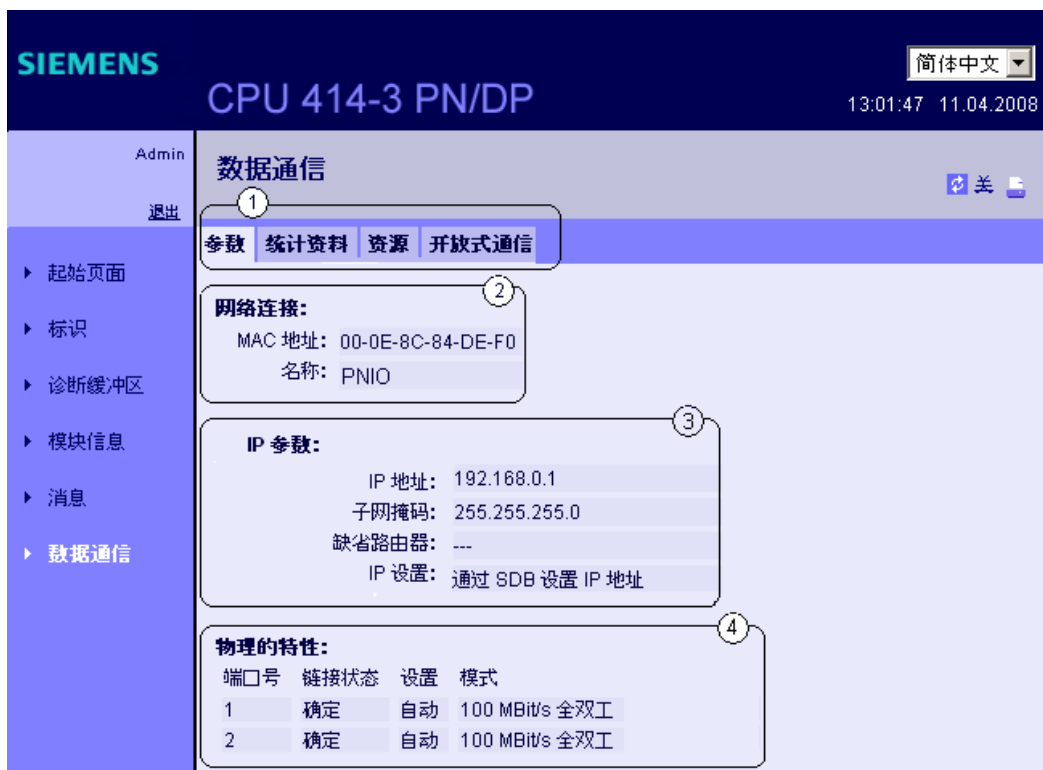 SIEMENS
CPU 414-3 PN/DP
简体中文
13:01:47 11.04.2008
Admin
退出
数据通信
关
1
参数 统计资料 资源 开放式通信
起始页面
标识
诊断缓冲区
模块信息
消息
数据通信
2
网络连接:
MAC 地址: 00-0E-8C-84-DE-F0
名称: PNIO
3
IP 参数:
IP 地址: 192.168.0.1
子网掩码: 255.255.255.0
缺省路由器: ---
IP 设置: 通过 SDB 设置 IP 地址
4
物理的特性:
端口号 链接状态 设置 模式
1 确定 自动 100 MBit/s 全双工
2 确定 自动 100 MBit/s 全双工